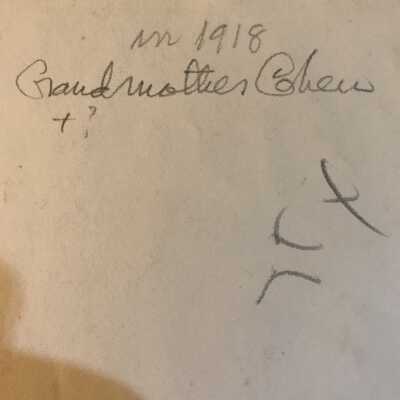 in 1918
Grandmother Cohen
+ ?